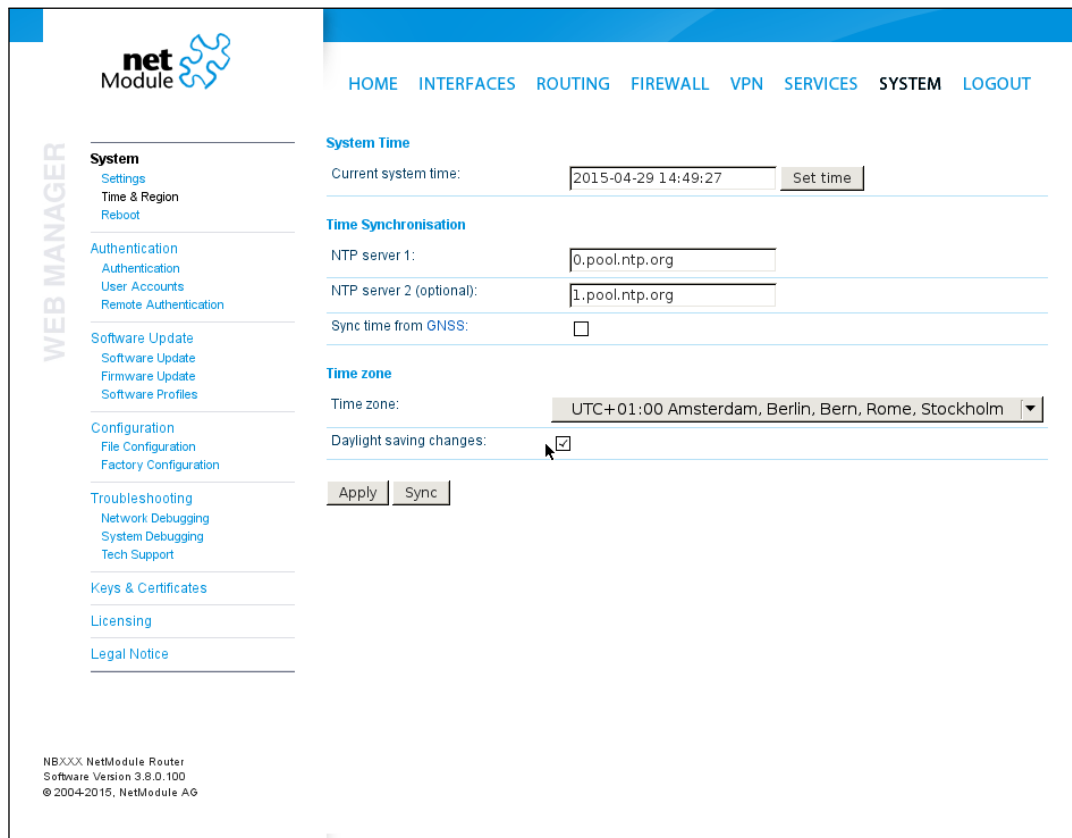 net
Module
HOME INTERFACES ROUTING FIREWALL VPN SERVICES SYSTEM LOGOUT
WEB MANAGER
System
Settings
Time & Region
Reboot
Authentication
Authentication
User Accounts
Remote Authentication
Software Update
Software Update
Firmware Update
Software Profiles
Configuration
File Configuration
Factory Configuration
Troubleshooting
Network Debugging
System Debugging
Tech Support
Keys & Certificates
Licensing
Legal Notice
System Time
Current system time: 2015-04-29 14:49:27 Set time
Time Synchronisation
NTP server 1: 0.pool.ntp.org
NTP server 2 (optional): 1.pool.ntp.org
Sync time from GNSS:
Time zone
Time zone: UTC+01:00 Amsterdam, Berlin, Bern, Rome, Stockholm
Daylight saving changes:
Apply Sync
NBXXX NetModule Router
Software Version 3.8.0.100
© 2004-2015, NetModule AG